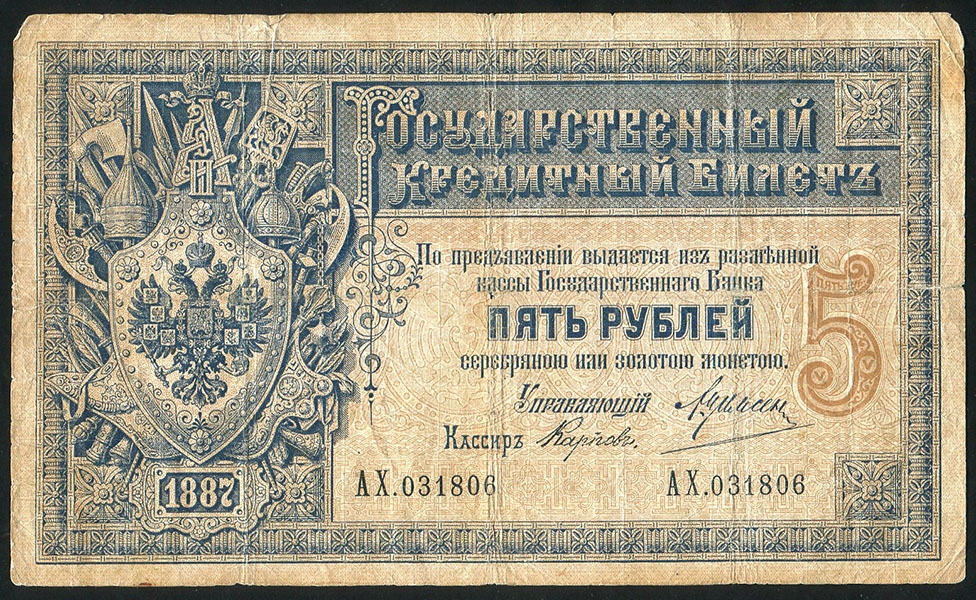 Государственный
Кредитный Билетъ
По предъявленіи выдается изъ размѣнной
кассы Государственнаго Банка
ПЯТЬ РУБЛЕЙ
серебряною или золотою монетою.
5
Управляющій
Кассиръ
АХ.031806 АХ.031806
1887